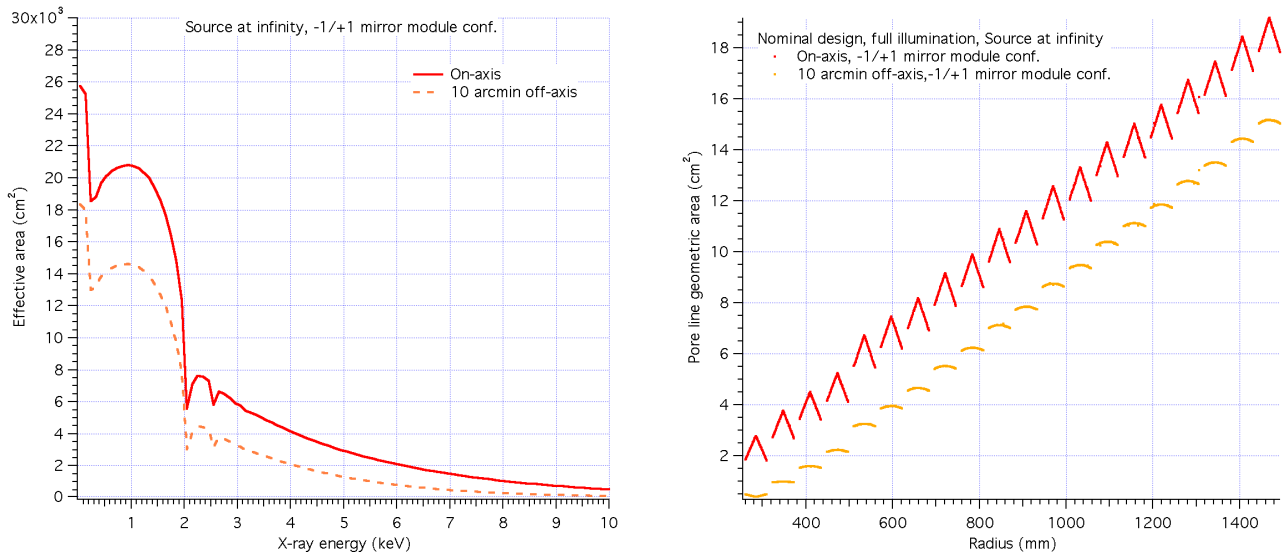 30x10³
28
26
24
22
20
18
16
14
12
10
8
6
4
2
0
Effective area (cm²)
Source at infinity, -1/+1 mirror module conf.
On-axis
10 arcmin off-axis
1 2 3 4 5 6 7 8 9 10
X-ray energy (keV)
18
16
14
12
10
8
6
4
2
Pore line geometric area (cm²)
Nominal design, full illumination, Source at infinity
On-axis, -1/+1 mirror module conf.
10 arcmin off-axis,-1/+1 mirror module conf.
400 600 800 1000 1200 1400
Radius (mm)